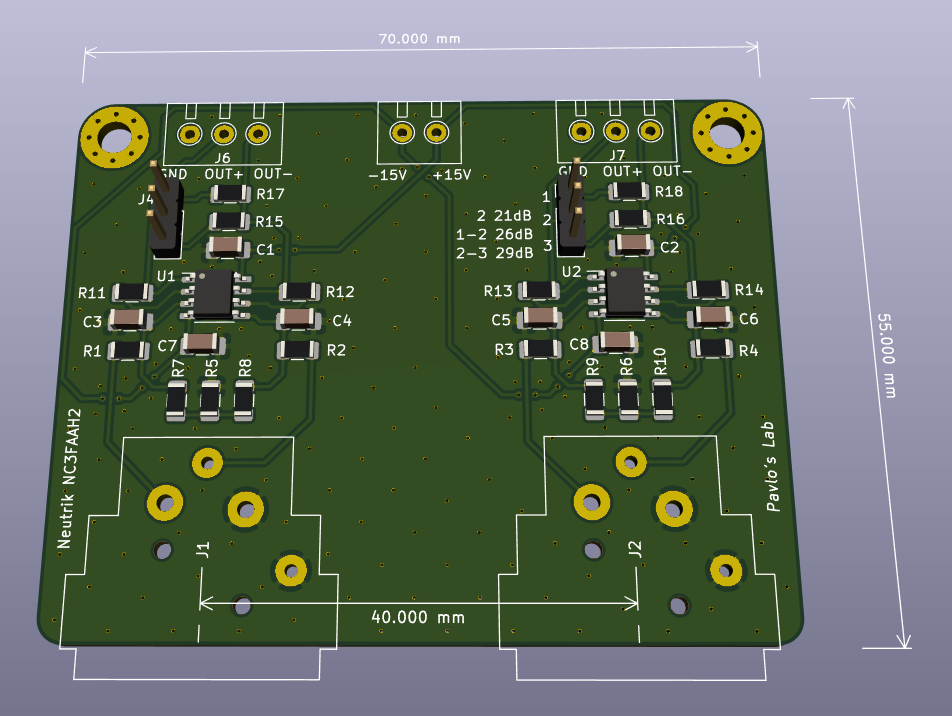 70.000 mm
J6
GND OUT+ OUT-
-15V +15V
J7
GND OUT+ OUT-
J4
R17
R15
C1
U1
R11
R12
C3
C4
R1
C7
R2
R7
R5
R8
1
2
3
2 21dB
1-2 26dB
2-3 29dB
R18
R16
C2
U2
R13
R14
C5
C6
R3
C8
R4
R9
R6
R10
55.000 mm
Neutrik NC3FAAH2
Pavlo's Lab
J1
J2
40.000 mm